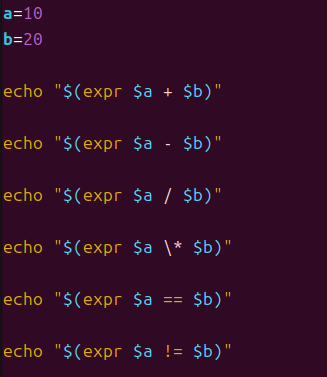 a=10
b=20
echo "$(expr $a + $b)"
echo "$(expr $a - $b)"
echo "$(expr $a / $b)"
echo "$(expr $a \* $b)"
echo "$(expr $a == $b)"
echo "$(expr $a != $b)"